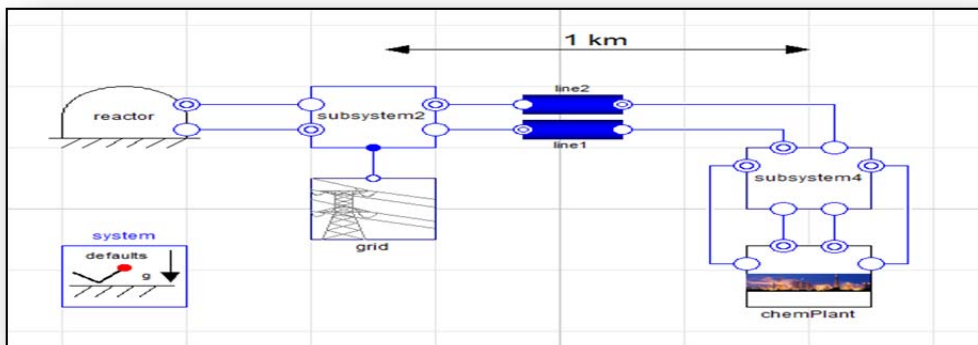 1 km
line2
reactor
subsystem2
line1
subsystem4
grid
system
defaults
g
chemPlant